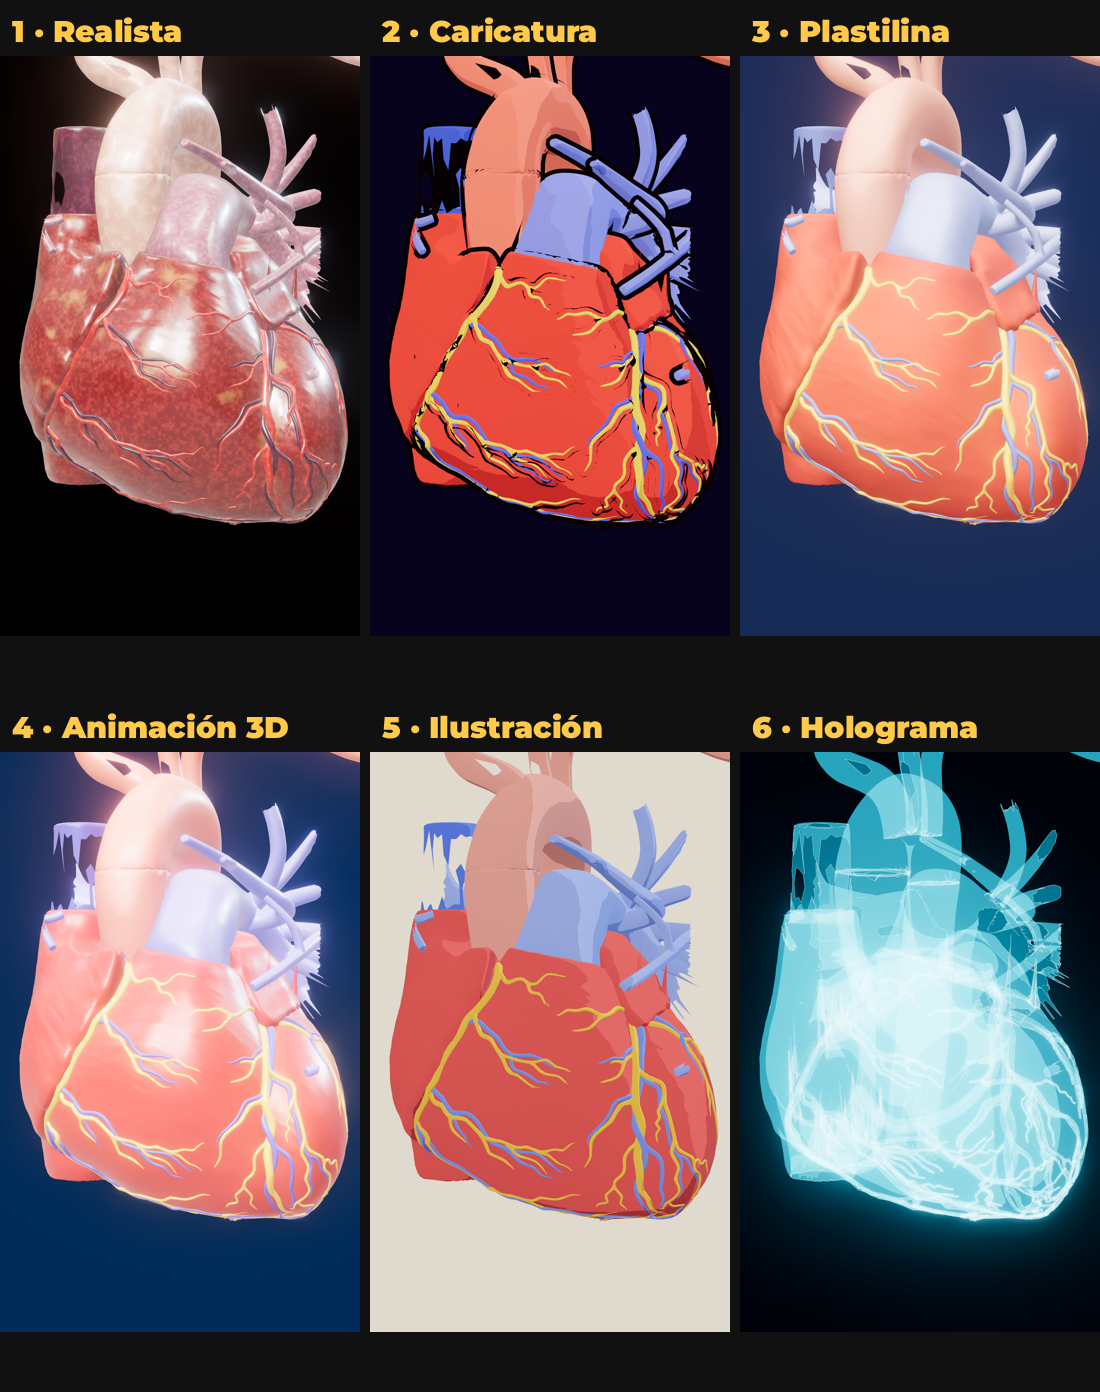 1 · Realista
2 · Caricatura
3 · Plastilina
4 · Animación 3D
5 · Ilustración
6 · Holograma